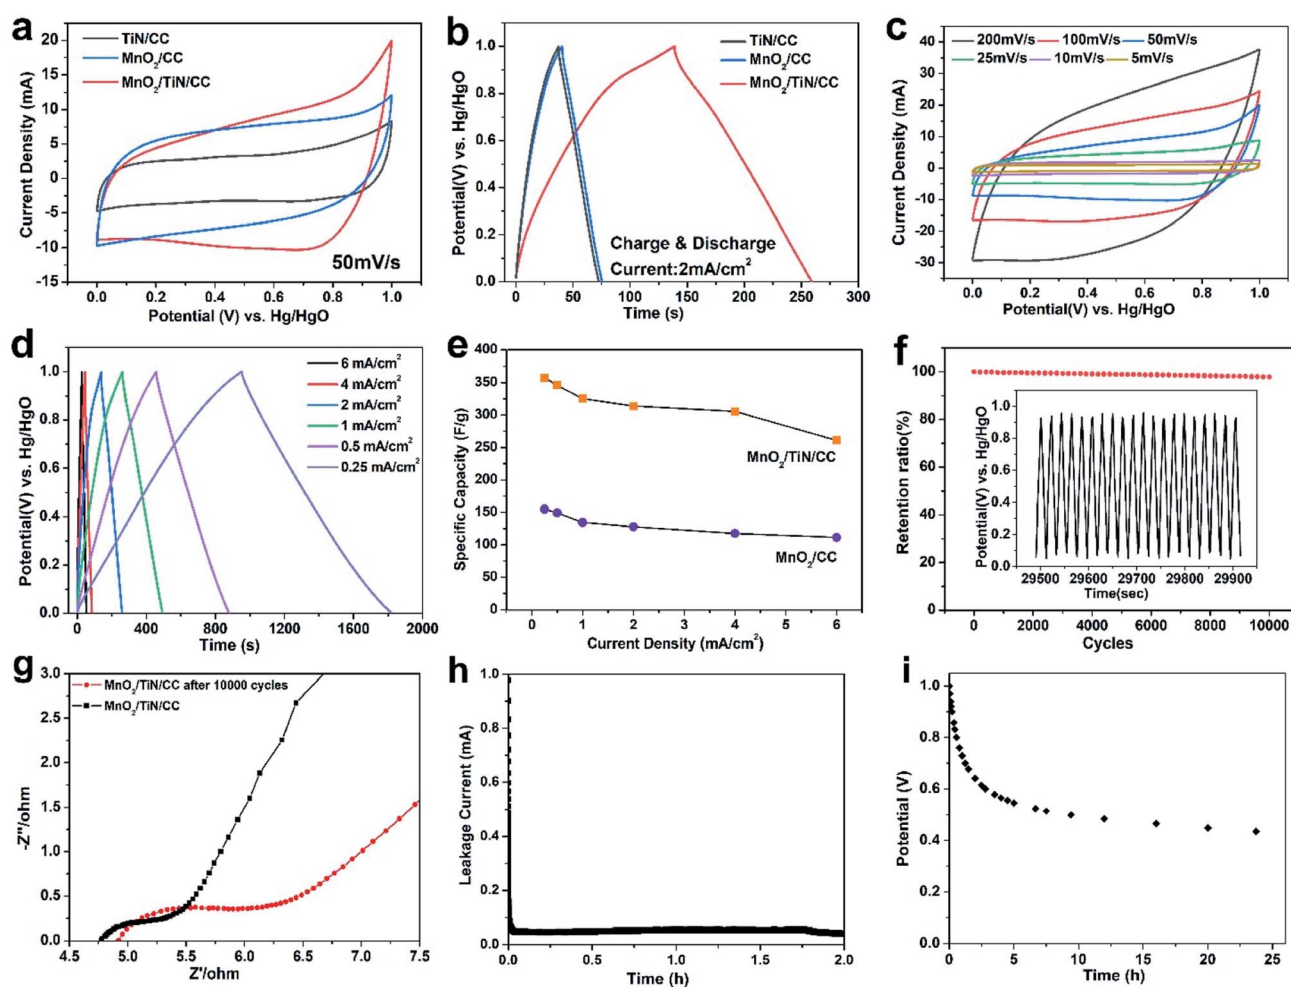 a
TiN/CC
MnO2/CC
MnO2/TiN/CC
Current Density (mA)
20
15
10
5
0
-5
-10
-15
50mV/s
0.0 0.2 0.4 0.6 0.8 1.0
Potential (V) vs. Hg/HgO
b
TiN/CC
MnO2/CC
MnO2/TiN/CC
Potential(V) vs. Hg/HgO
1.0
0.8
0.6
0.4
0.2
0.0
Charge & Discharge
Current:2mA/cm2
0 50 100 150 200 250 300
Time (s)
c
200mV/s 100mV/s 50mV/s
25mV/s 10mV/s 5mV/s
Current Density (mA)
40
30
20
10
0
-10
-20
-30
0.0 0.2 0.4 0.6 0.8 1.0
Potential(V) vs. Hg/HgO
d
6 mA/cm2
4 mA/cm2
2 mA/cm2
1 mA/cm2
0.5 mA/cm2
0.25 mA/cm2
Potential(V) vs. Hg/HgO
1.0
0.8
0.6
0.4
0.2
0.0
0 400 800 1200 1600 2000
Time (s)
e
Specific Capacity (F/g)
400
350
300
250
200
150
100
50
0
MnO2/TiN/CC
MnO2/CC
0 1 2 3 4 5 6
Current Density (mA/cm2)
f
Retention ratio(%)
120
100
80
60
40
20
0
Potential(V) vs. Hg/HgO
1.0
0.8
0.6
0.4
0.2
0.0
29500 29600 29700 29800 29900
Time(sec)
0 2000 4000 6000 8000 10000
Cycles
g
MnO2/TiN/CC after 10000 cycles
MnO2/TiN/CC
-Z''/ohm
3.0
2.5
2.0
1.5
1.0
0.5
0.0
4.5 5.0 5.5 6.0 6.5 7.0 7.5
Z'/ohm
h
Leakage Current (mA)
1.0
0.8
0.6
0.4
0.2
0.0
0.0 0.5 1.0 1.5 2.0
Time (h)
i
Potential (V)
1.0
0.8
0.6
0.4
0.2
0.0
0 5 10 15 20 25
Time (h)